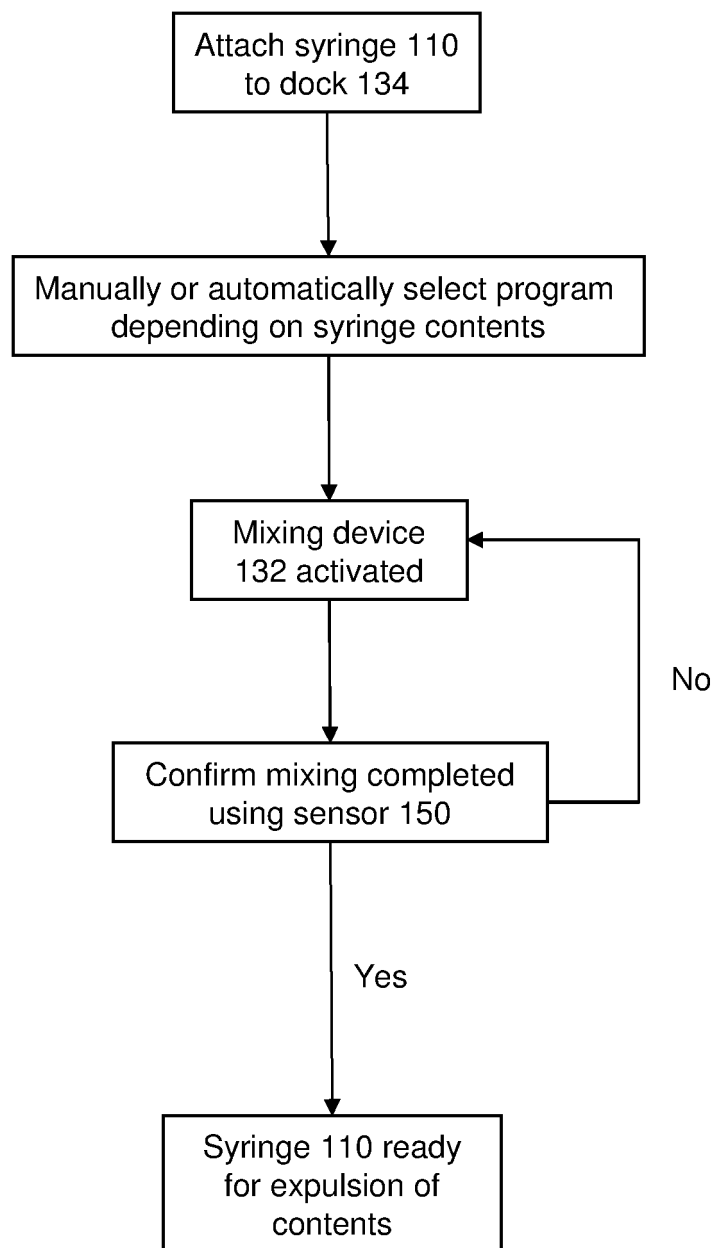 Attach syringe 110
to dock 134
Manually or automatically select program
depending on syringe contents
Mixing device
132 activated
No
Confirm mixing completed
using sensor 150
Yes
Syringe 110 ready
for expulsion of
contents